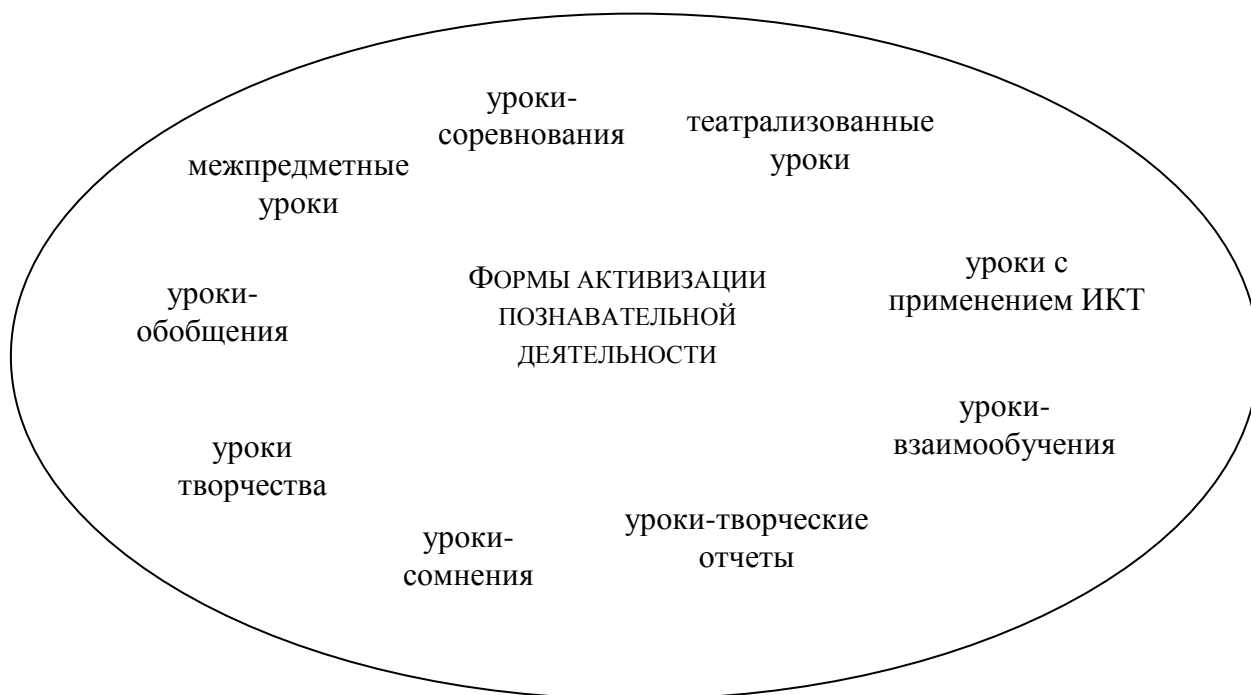 уроки-
соревнования
театрализованные
уроки
межпредметные
уроки
Формы активизации
познавательной
деятельности
уроки с
применением ИКТ
уроки-
обобщения
уроки-
взаимообучения
уроки
творчества
уроки-творческие
отчеты
уроки-
сомнения